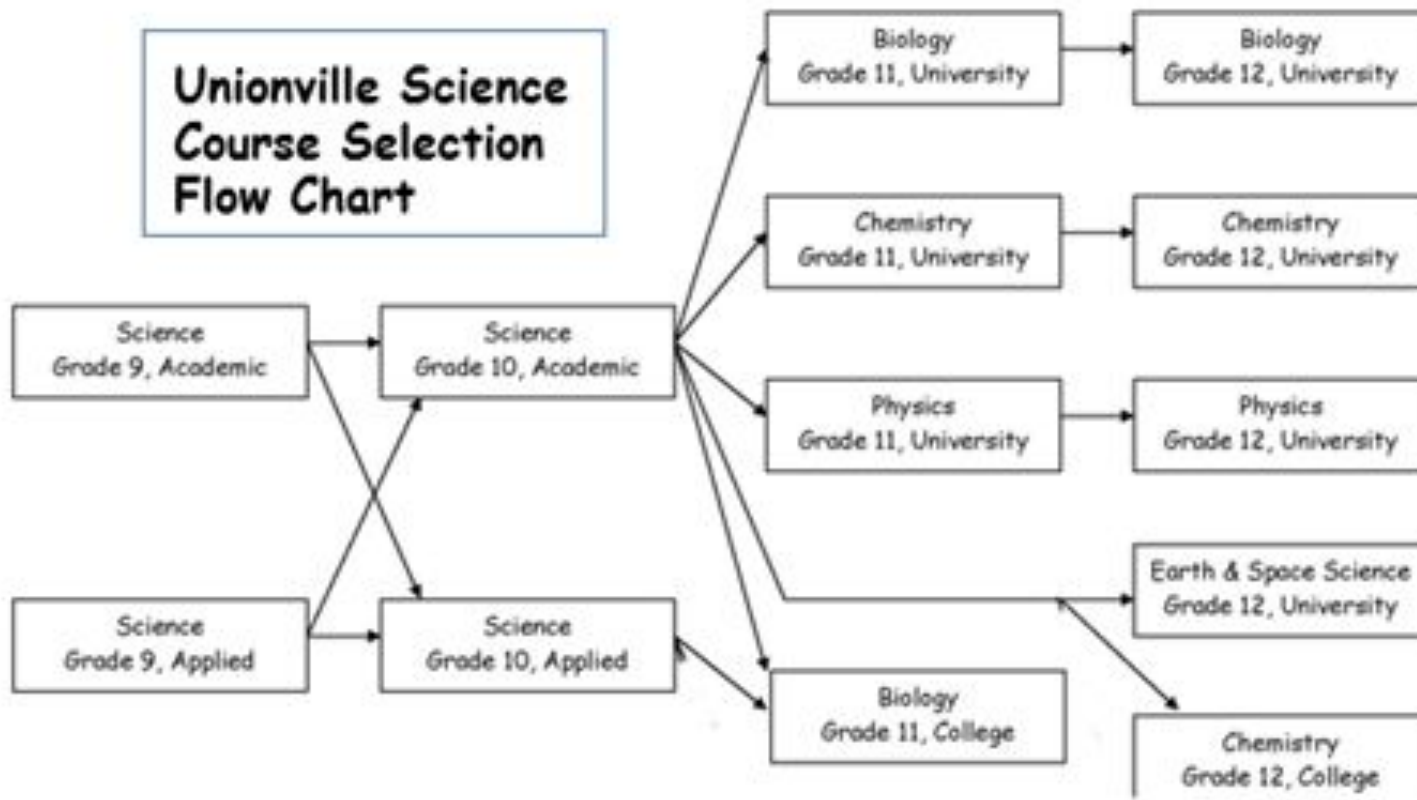 Unionville Science
Course Selection
Flow Chart
Biology
Grade 11, University
Biology
Grade 12, University
Chemistry
Grade 11, University
Chemistry
Grade 12, University
Science
Grade 9, Academic
Science
Grade 10, Academic
Physics
Grade 11, University
Physics
Grade 12, University
Earth & Space Science
Grade 12, University
Science
Grade 9, Applied
Science
Grade 10, Applied
Biology
Grade 11, College
Chemistry
Grade 12, College